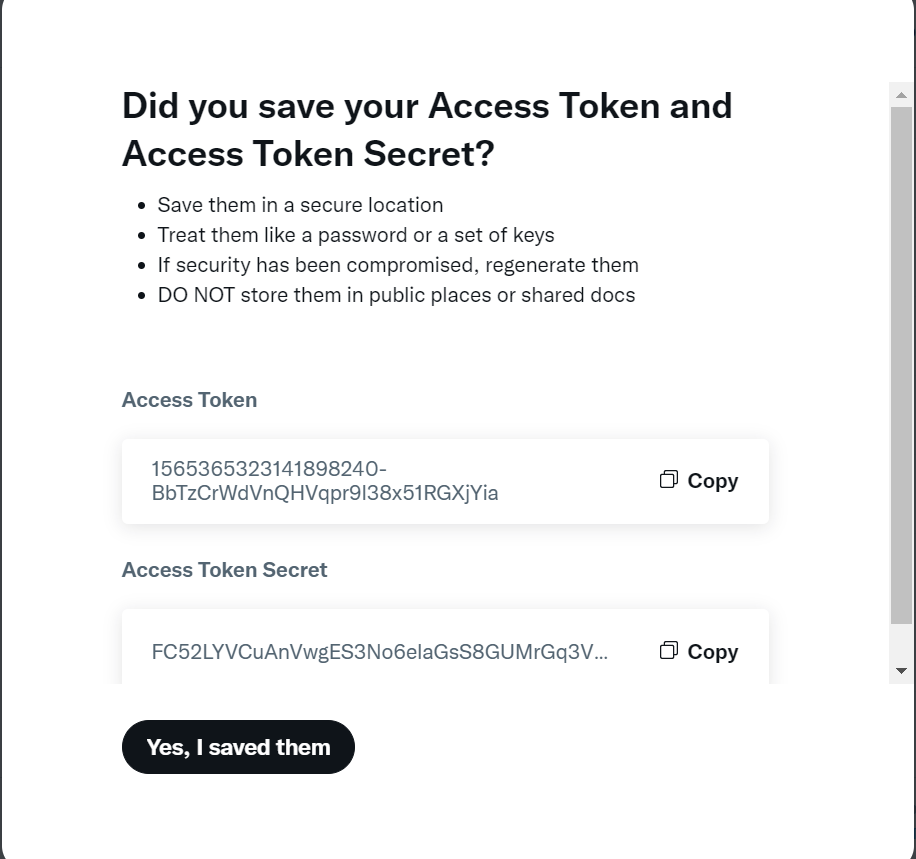 Did you save your Access Token and
Access Token Secret?
• Save them in a secure location
• Treat them like a password or a set of keys
• If security has been compromised, regenerate them
• DO NOT store them in public places or shared docs
Access Token
1565365323141898240-
BbTzCrWdVnQHVqpr9l38x51RGXjYia
Copy
Access Token Secret
FC52LYVCuAnVwgES3No6elaGsS8GUMrGq3V...
Copy
Yes, I saved them